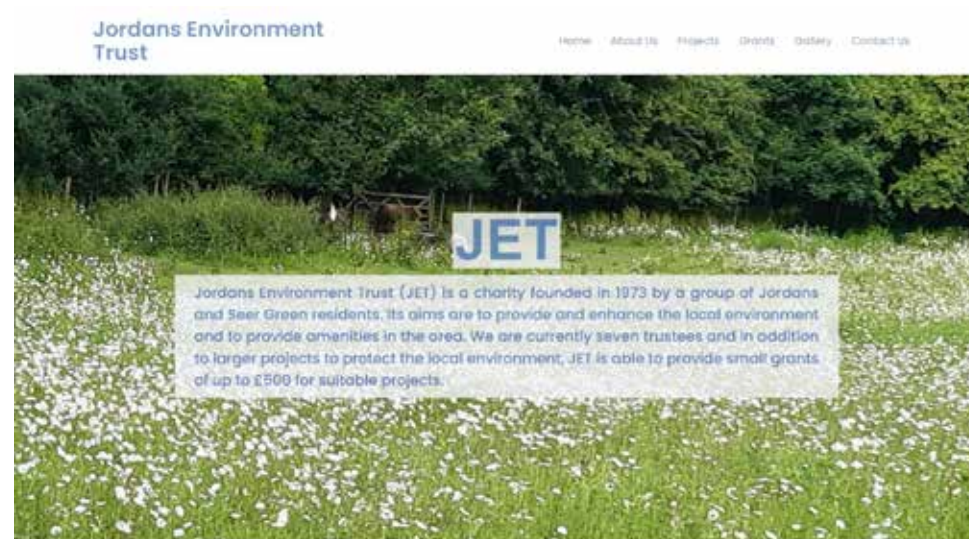 Jordans Environment
Trust
Home About Us Projects Grants Gallery Contact Us
JET
Jordans Environment Trust (JET) is a charity founded in 1973 by a group of Jordans
and Seer Green residents. Its aims are to provide and enhance the local environment
and to provide amenities in the area. We are currently seven trustees and in addition
to larger projects to protect the local environment, JET is able to provide small grants
of up to £500 for suitable projects.